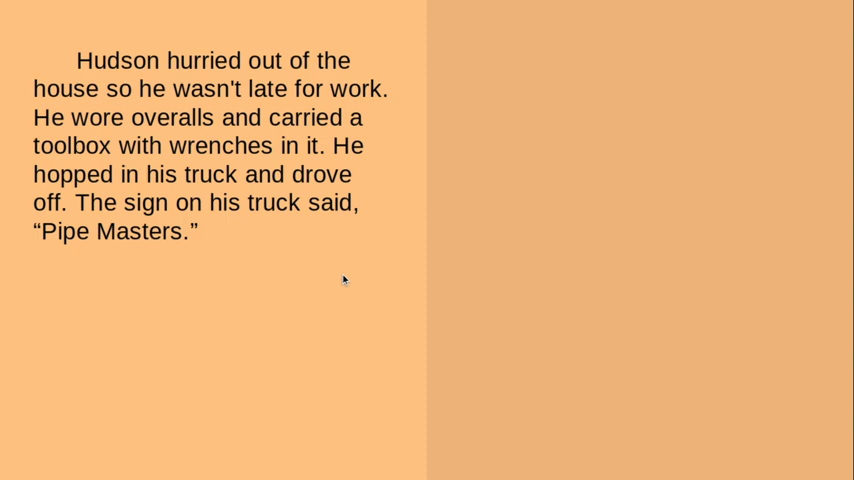 Hudson hurried out of the
house so he wasn't late for work.
He wore overalls and carried a
toolbox with wrenches in it. He
hopped in his truck and drove
off. The sign on his truck said,
“Pipe Masters.”